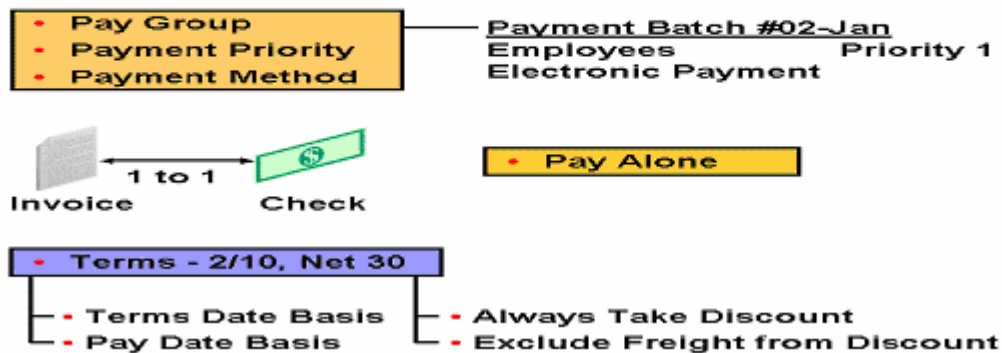 • Pay Group
• Payment Priority
• Payment Method
Payment Batch #02-Jan
Employees Priority 1
Electronic Payment
1 to 1
Invoice Check
• Pay Alone
• Terms - 2/10, Net 30
• Terms Date Basis
• Pay Date Basis
• Always Take Discount
• Exclude Freight from Discount